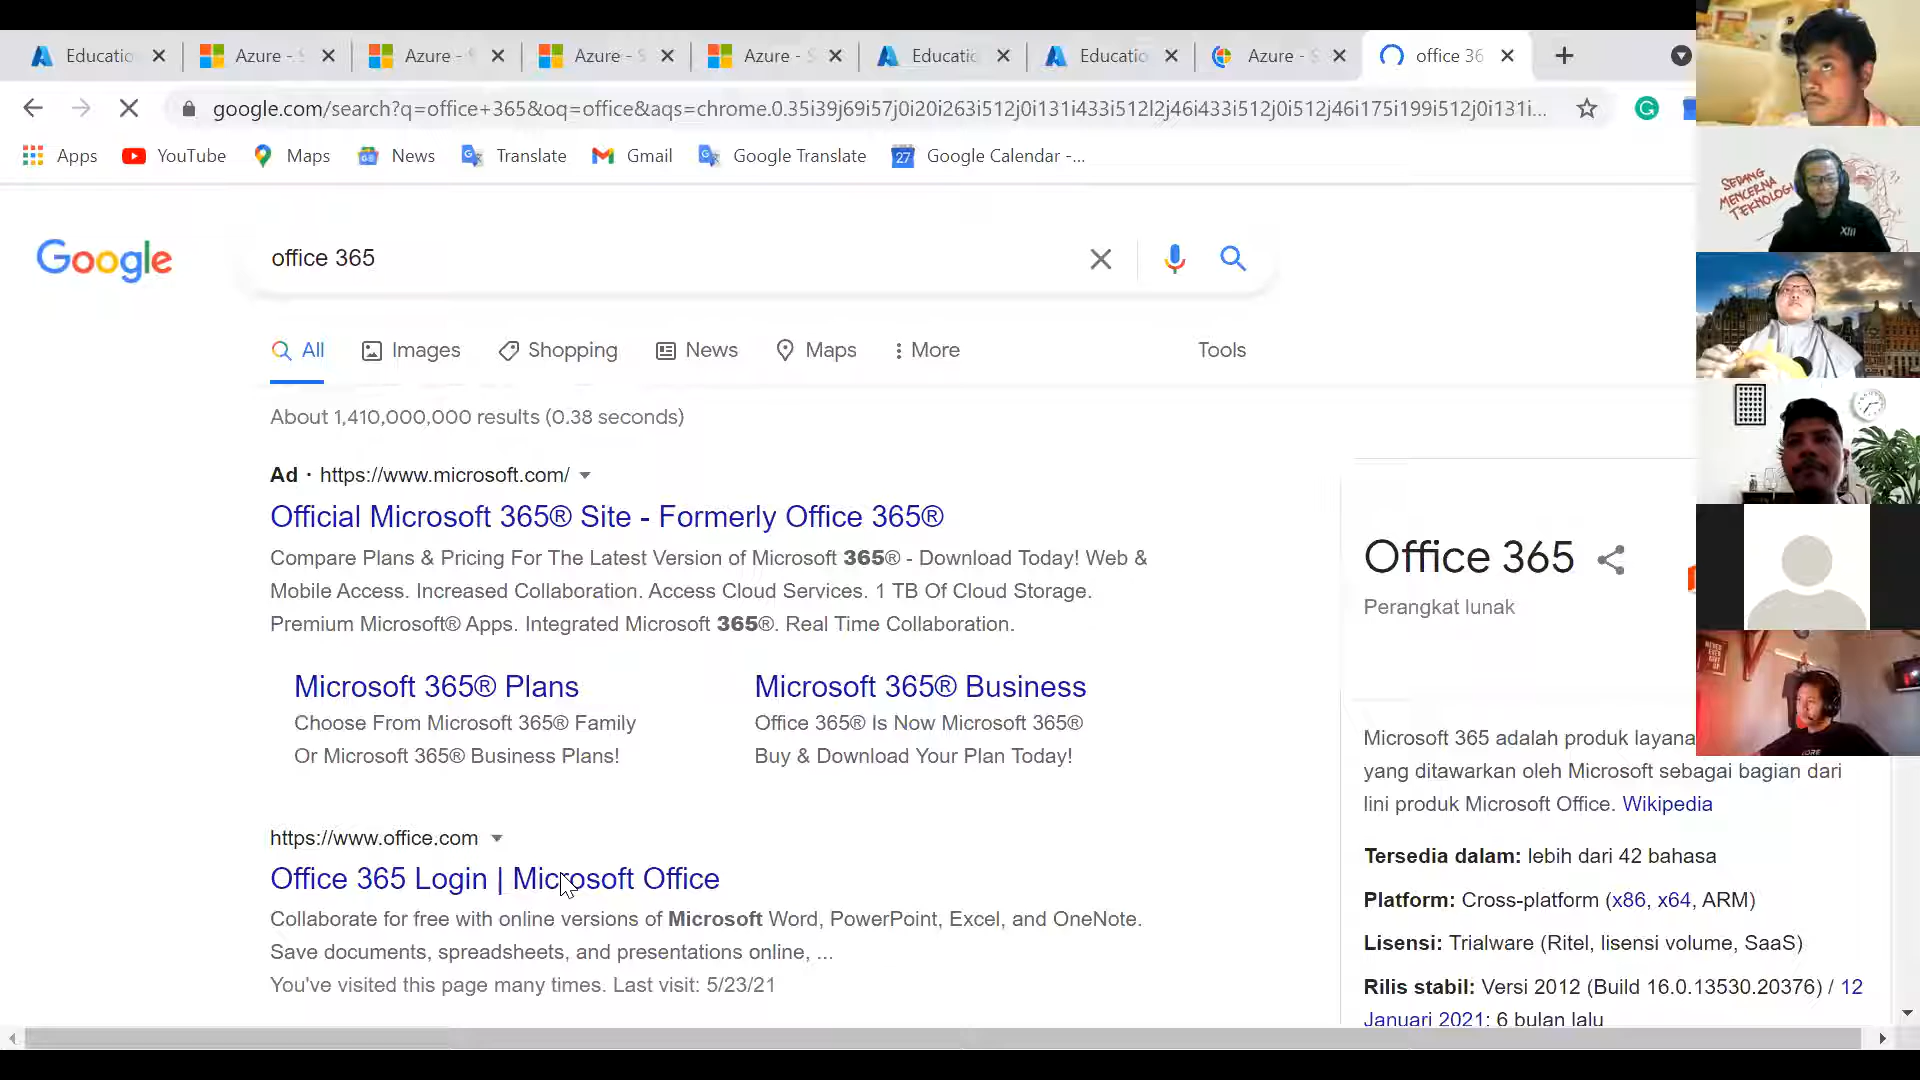 Educatio
Azure - S
Azure - S
Azure - S
Azure - S
Educatic
Educatio
Azure - S
office 36
google.com/search?q=office+365&oq=office&aqs=chrome.0.35i39j69i57j0i20i263i512j0i131i433i512l2j46i433i512j0i512j46i175i199i512j0i131i...
Apps
YouTube
Maps
News
Translate
Gmail
Google Translate
27
Google Calendar -...
SEDANG
MENCERNA
TEKNOLOGI
XIII
Google
office 365
All
Images
Shopping
News
Maps
More
Tools
About 1,410,000,000 results (0.38 seconds)
Ad · https://www.microsoft.com/
Official Microsoft 365® Site - Formerly Office 365®
Compare Plans & Pricing For The Latest Version of Microsoft 365® - Download Today! Web &
Mobile Access. Increased Collaboration. Access Cloud Services. 1 TB Of Cloud Storage.
Premium Microsoft® Apps. Integrated Microsoft 365®. Real Time Collaboration.
Microsoft 365® Plans
Choose From Microsoft 365® Family
Or Microsoft 365® Business Plans!
Microsoft 365® Business
Office 365® Is Now Microsoft 365®
Buy & Download Your Plan Today!
https://www.office.com
Office 365 Login | Microsoft Office
Collaborate for free with online versions of Microsoft Word, PowerPoint, Excel, and OneNote.
Save documents, spreadsheets, and presentations online, ...
You've visited this page many times. Last visit: 5/23/21
Office 365
Perangkat lunak
Microsoft 365 adalah produk layana
yang ditawarkan oleh Microsoft sebagai bagian dari
lini produk Microsoft Office. Wikipedia
Tersedia dalam: lebih dari 42 bahasa
Platform: Cross-platform (x86, x64, ARM)
Lisensi: Trialware (Ritel, lisensi volume, SaaS)
Rilis stabil: Versi 2012 (Build 16.0.13530.20376) / 12
Januari 2021; 6 bulan lalu
NEVER
EVER
GIVE
UP